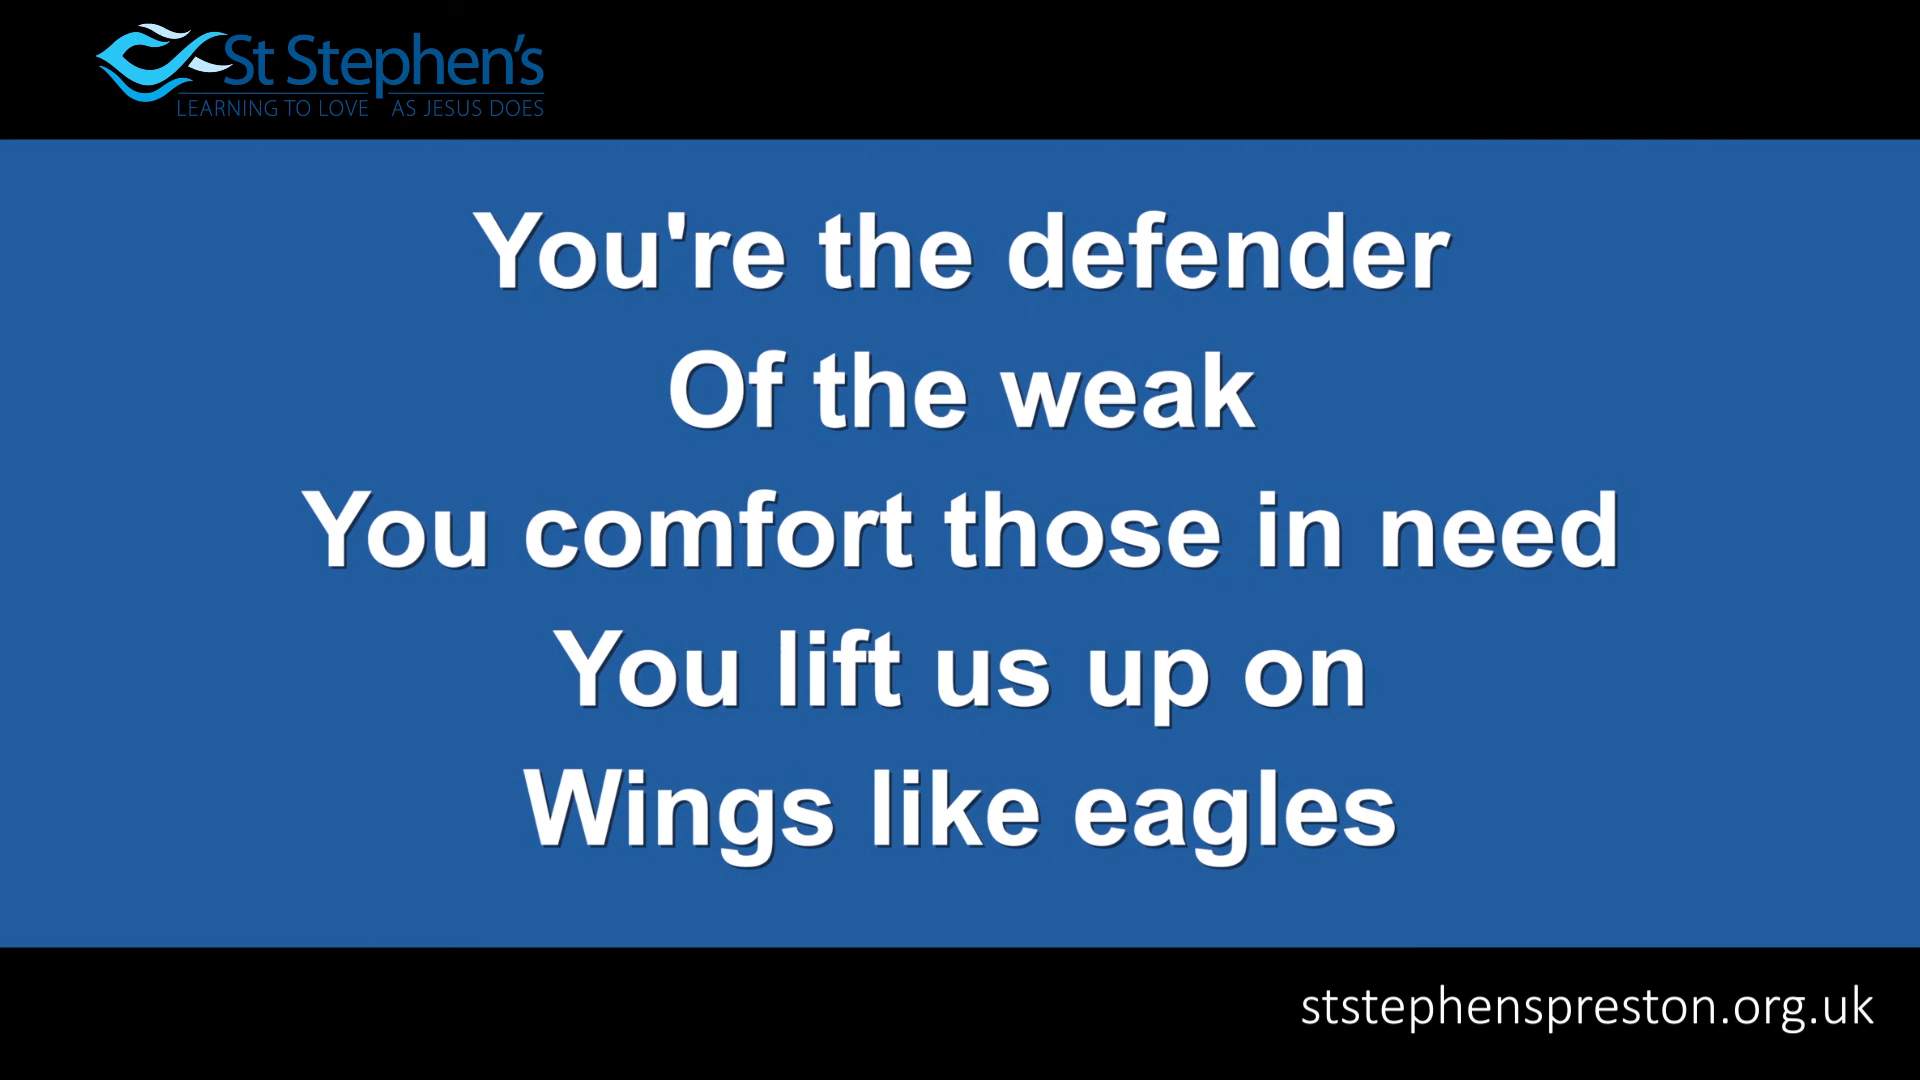 St Stephen's
LEARNING TO LOVE AS JESUS DOES
You're the defender
Of the weak
You comfort those in need
You lift us up on
Wings like eagles
ststephenspreston.org.uk